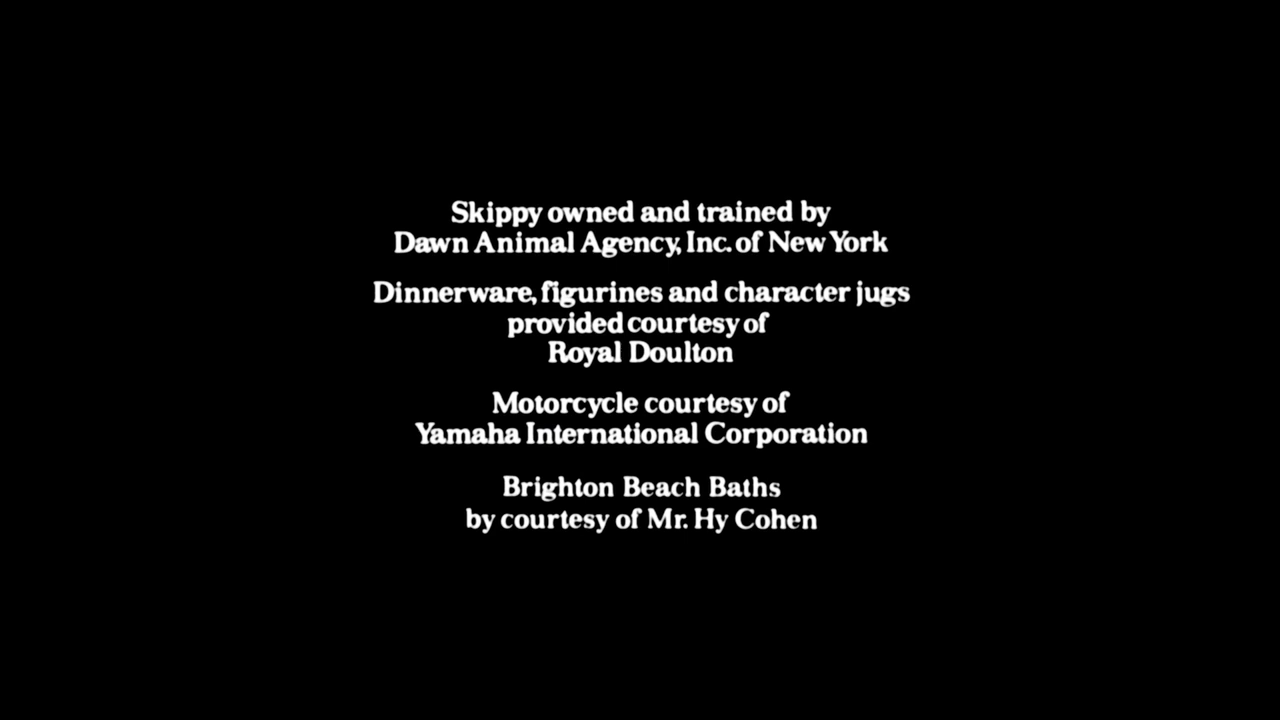 Skippy owned and trained by
Dawn Animal Agency, Inc. of New York
Dinnerware, figurines and character jugs
provided courtesy of
Royal Doulton
Motorcycle courtesy of
Yamaha International Corporation
Brighton Beach Baths
by courtesy of Mr. Hy Cohen